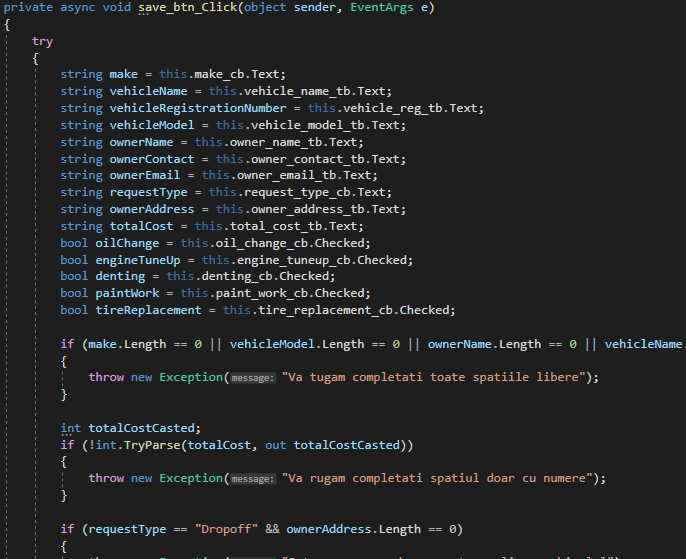 private async void save_btn_Click(object sender, EventArgs e)
{
try
{
string make = this.make_cb.Text;
string vehicleName = this.vehicle_name_tb.Text;
string vehicleRegistrationNumber = this.vehicle_reg_tb.Text;
string vehicleModel = this.vehicle_model_tb.Text;
string ownerName = this.owner_name_tb.Text;
string ownerContact = this.owner_contact_tb.Text;
string ownerEmail = this.owner_email_tb.Text;
string requestType = this.request_type_cb.Text;
string ownerAddress = this.owner_address_tb.Text;
string totalCost = this.total_cost_tb.Text;
bool oilChange = this.oil_change_cb.Checked;
bool engineTuneUp = this.engine_tuneup_cb.Checked;
bool denting = this.denting_cb.Checked;
bool paintWork = this.paint_work_cb.Checked;
bool tireReplacement = this.tire_replacement_cb.Checked;
if (make.Length == 0 || vehicleModel.Length == 0 || ownerName.Length == 0 || vehicleName.
{
throw new Exception(message: "Va tugam completati toate spatiile libere");
}
int totalCostCasted;
if (!int.TryParse(totalCost, out totalCostCasted))
{
throw new Exception(message: "Va rugam completati spatiul doar cu numere");
}
if (requestType == "Dropoff" && ownerAddress.Length == 0)
{